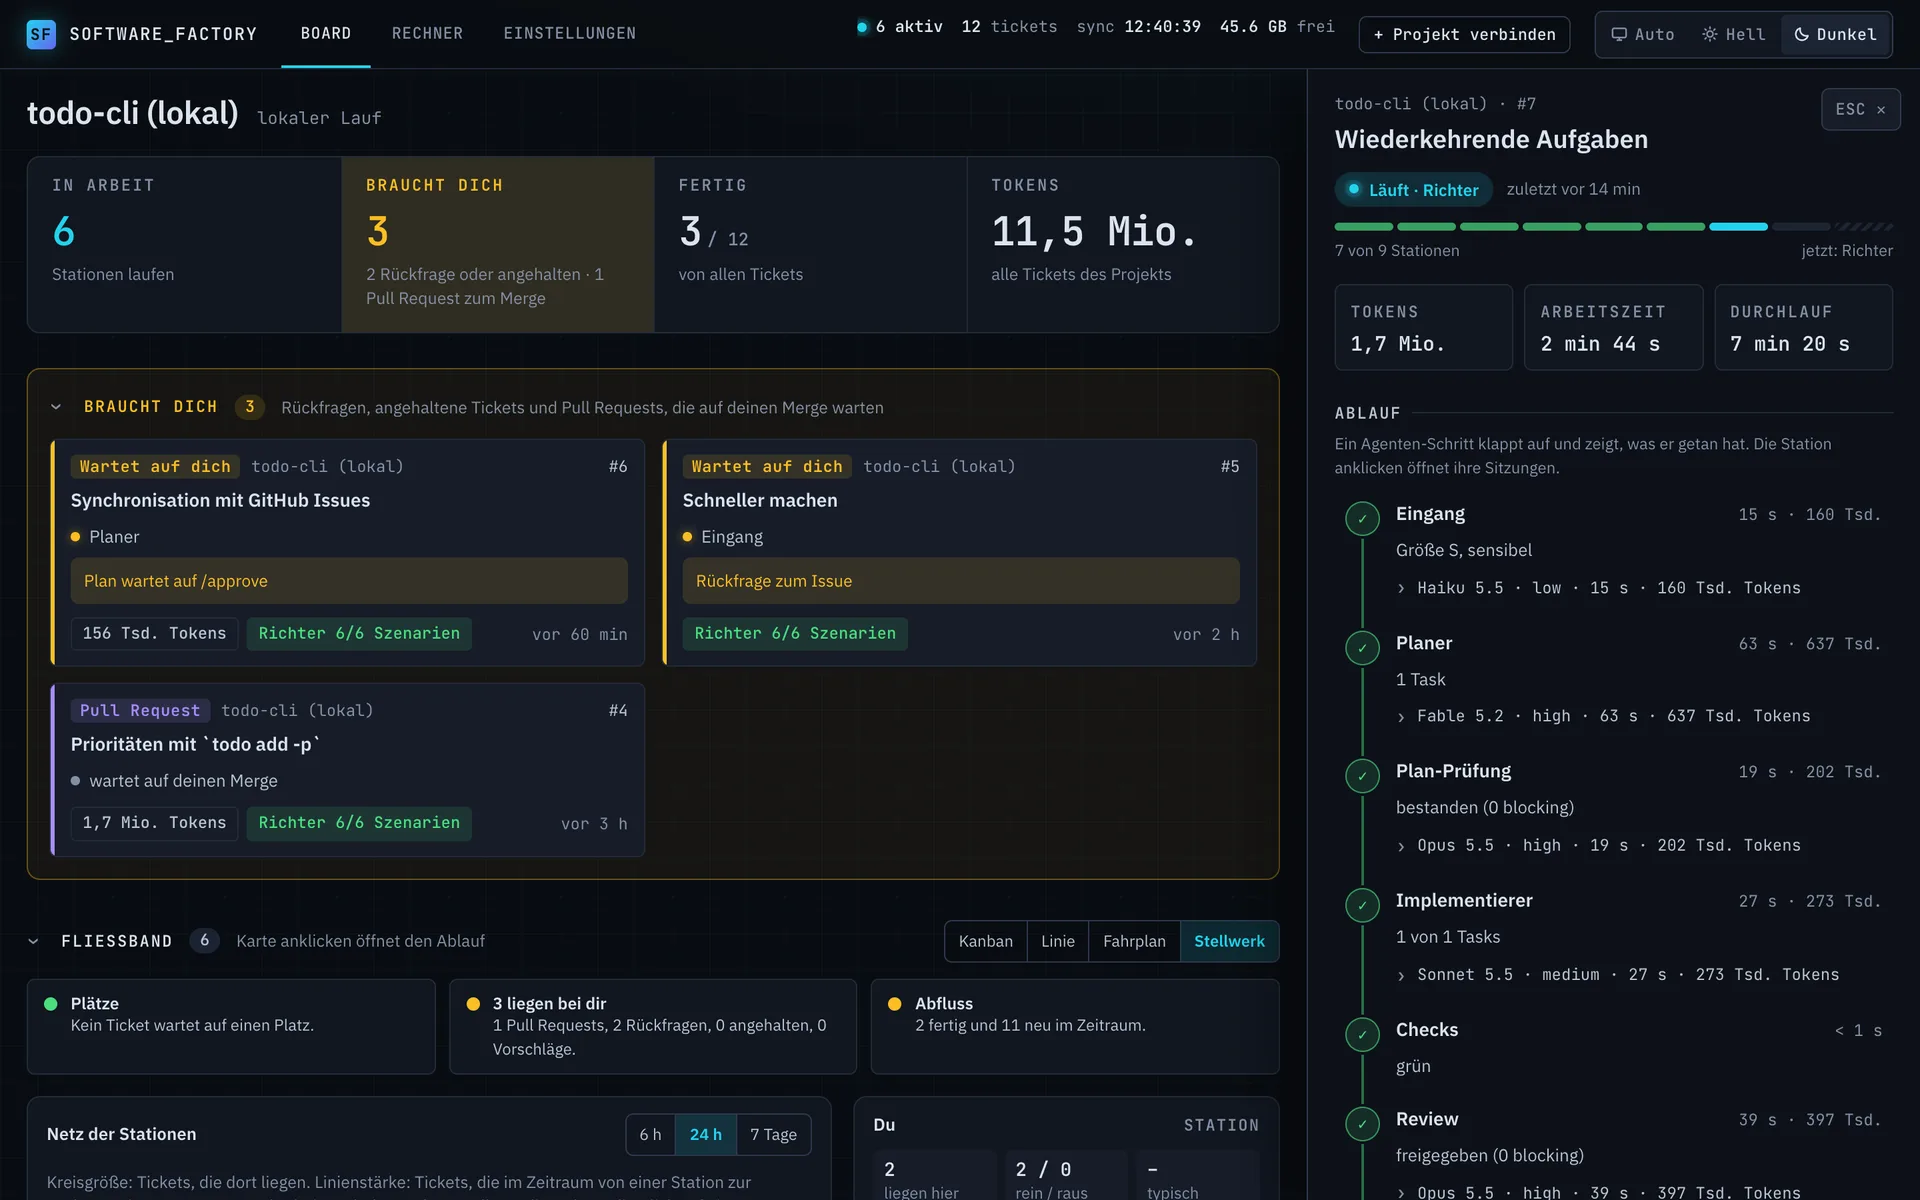 SF SOFTWARE_FACTORY BOARD RECHNER EINSTELLUNGEN 6 aktiv 12 tickets sync 12:40:39 45.6 GB frei + Projekt verbinden Auto Hell Dunkel
todo-cli (lokal) lokaler Lauf
IN ARBEIT
6
Stationen laufen
BRAUCHT DICH
3
2 Rückfrage oder angehalten · 1
Pull Request zum Merge
FERTIG
3 / 12
von allen Tickets
TOKENS
11,5 Mio.
alle Tickets des Projekts
BRAUCHT DICH 3 Rückfragen, angehaltene Tickets und Pull Requests, die auf deinen Merge warten
Wartet auf dich todo-cli (lokal) #6
Synchronisation mit GitHub Issues
Planer
Plan wartet auf /approve
156 Tsd. Tokens Richter 6/6 Szenarien vor 60 min
Wartet auf dich todo-cli (lokal) #5
Schneller machen
Eingang
Rückfrage zum Issue
Richter 6/6 Szenarien vor 2 h
Pull Request todo-cli (lokal) #4
Prioritäten mit `todo add -p`
wartet auf deinen Merge
1,7 Mio. Tokens Richter 6/6 Szenarien vor 3 h
FLIESSBAND 6 Karte anklicken öffnet den Ablauf Kanban Linie Fahrplan Stellwerk
Plätze
Kein Ticket wartet auf einen Platz.
3 liegen bei dir
1 Pull Requests, 2 Rückfragen, 0 angehalten, 0
Vorschläge.
Abfluss
2 fertig und 11 neu im Zeitraum.
Netz der Stationen 6 h 24 h 7 Tage
Kreisgröße: Tickets, die dort liegen. Linienstärke: Tickets, die im Zeitraum von einer Station zur
Du STATION
2 2 / 0 –
liegen hier rein / raus typisch
todo-cli (lokal) · #7 ESC ×
Wiederkehrende Aufgaben
Läuft · Richter zuletzt vor 14 min
7 von 9 Stationen jetzt: Richter
TOKENS
1,7 Mio.
ARBEITSZEIT
2 min 44 s
DURCHLAUF
7 min 20 s
ABLAUF
Ein Agenten-Schritt klappt auf und zeigt, was er getan hat. Die Station
anklicken öffnet ihre Sitzungen.
✓ Eingang 15 s · 160 Tsd.
Größe S, sensibel
› Haiku 5.5 · low · 15 s · 160 Tsd. Tokens
✓ Planer 63 s · 637 Tsd.
1 Task
› Fable 5.2 · high · 63 s · 637 Tsd. Tokens
✓ Plan-Prüfung 19 s · 202 Tsd.
bestanden (0 blocking)
› Opus 5.5 · high · 19 s · 202 Tsd. Tokens
✓ Implementierer 27 s · 273 Tsd.
1 von 1 Tasks
› Sonnet 5.5 · medium · 27 s · 273 Tsd. Tokens
✓ Checks < 1 s
grün
✓ Review 39 s · 397 Tsd.
freigegeben (0 blocking)
› Opus 5.5 · high · 39 s · 397 Tsd. Tokens